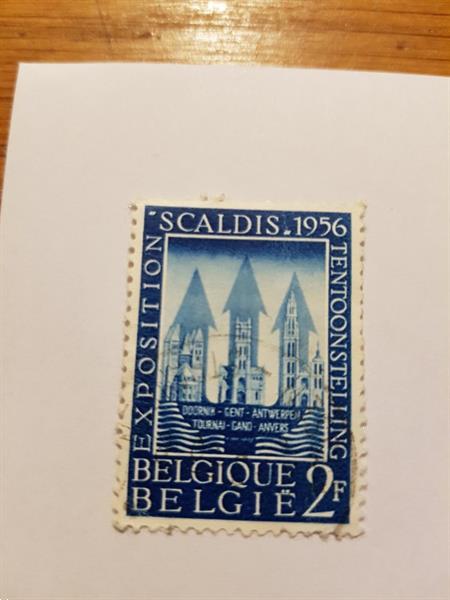 "SCALDIS" 1956
EXPOSITION
TENTOONSTELLING
DOORNIK - GENT - ANTWERPEN
TOURNAI - GAND - ANVERS
BELGIQUE
BELGIË 2F